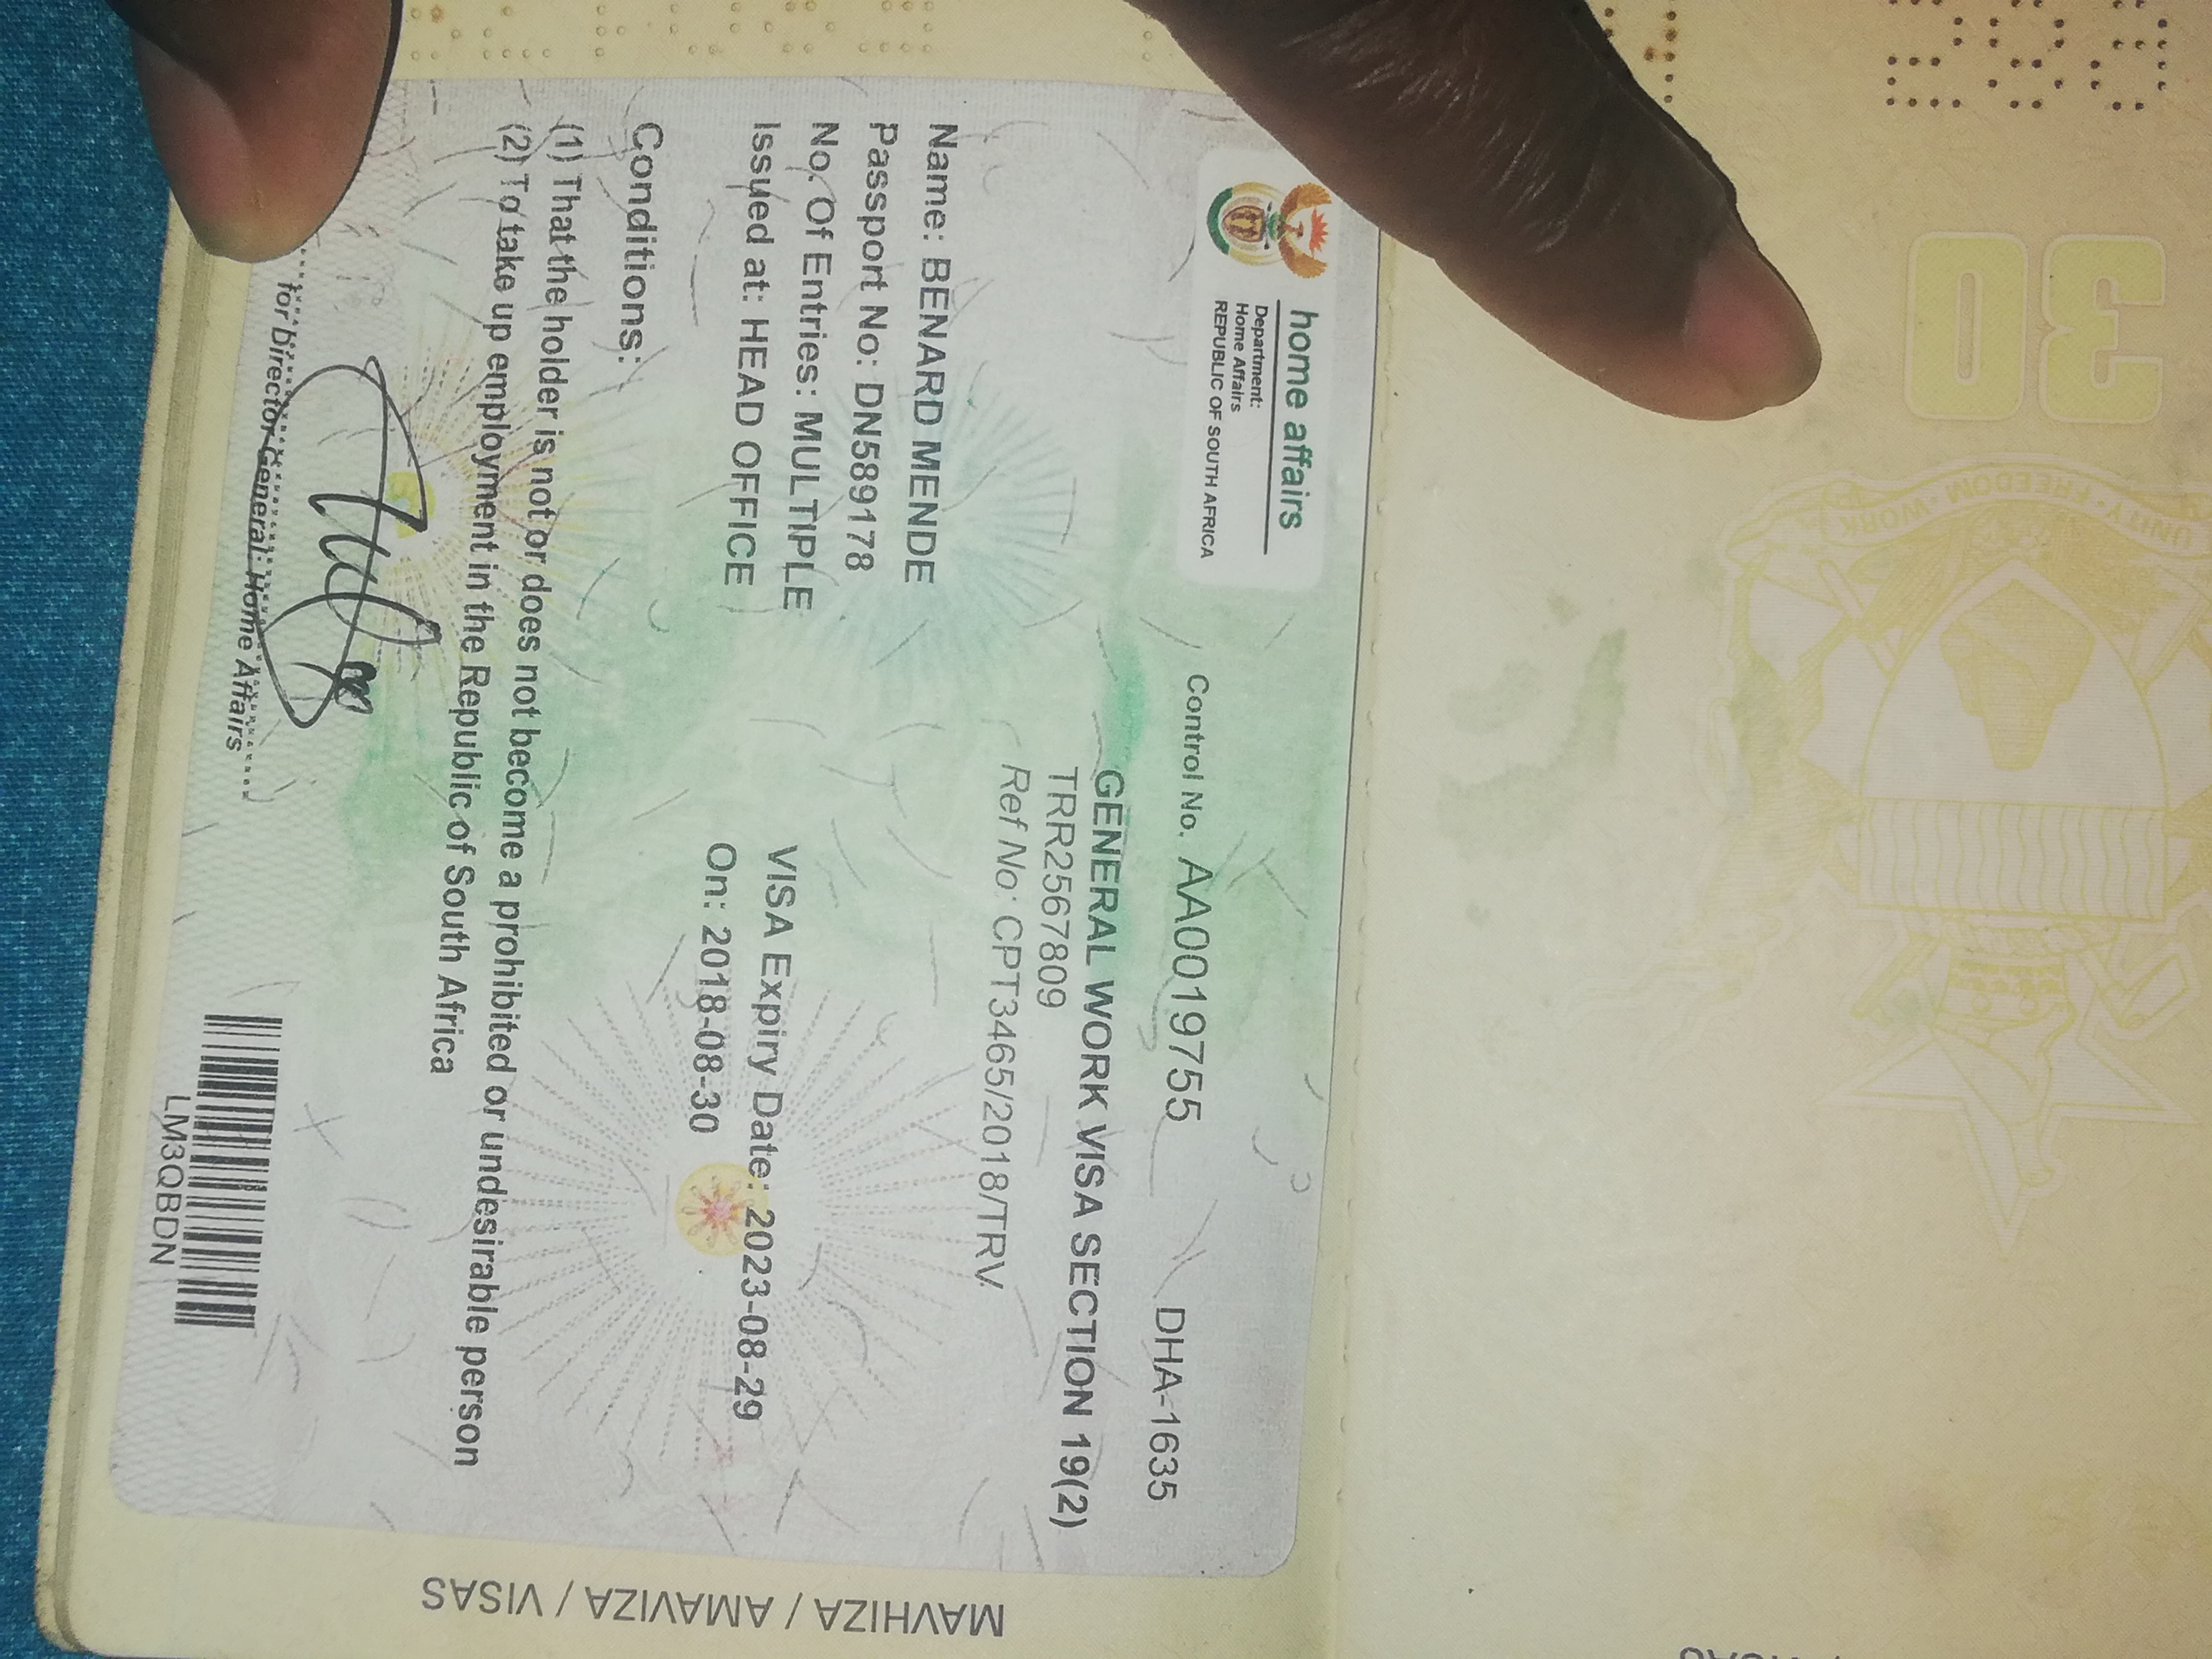 home affairs
Department:
Home Affairs
REPUBLIC OF SOUTH AFRICA
Control No. AA0019755 DHA-1635
GENERAL WORK VISA SECTION 19(2)
TRR2567809
Ref No: CPT3465/2018/TRV
Name: BENARD MENDE
Passport No: DN589178
No. Of Entries: MULTIPLE
Issued at: HEAD OFFICE
VISA Expiry Date: 2023-08-29
On: 2018-08-30
Conditions:
(1) That the holder is not or does not become a prohibited or undesirable person
(2) To take up employment in the Republic of South Africa
for Director General: Home Affairs
LM3QBDN
MAVHIZA / AMAVIZA / VISAS
30
UNITY • FREEDOM • WORK